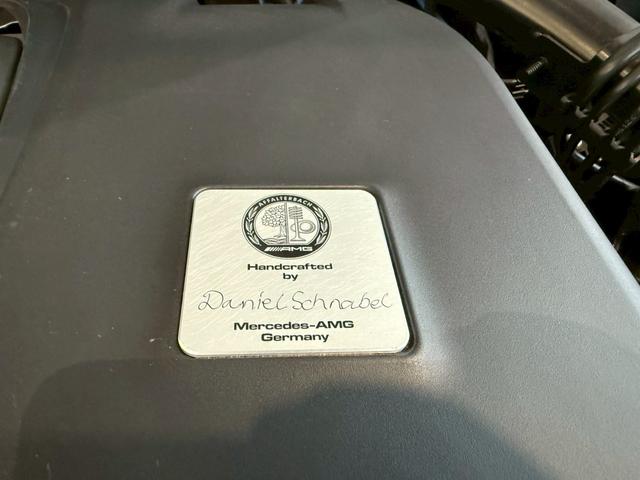 AFFALTERBACH
AMG
Handcrafted
by
Daniel Schnabel
Mercedes-AMG
Germany